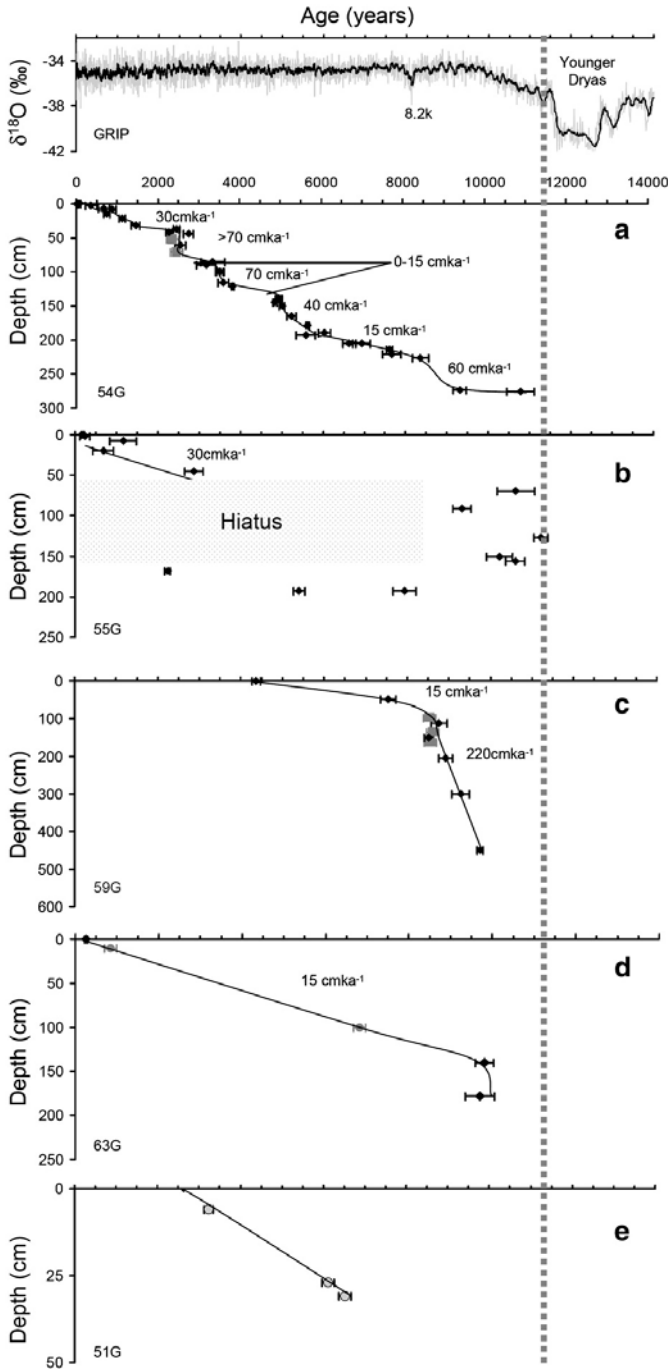 Age (years)
-34
-38
-42
δ18O (‰)
GRIP
8.2k
Younger
Dryas
0 2000 4000 6000 8000 10000 12000 14000
a
0
50
100
150
200
250
300
Depth (cm)
30cmka-1
>70 cmka-1
0-15 cmka-1
70 cmka-1
40 cmka-1
15 cmka-1
60 cmka-1
54G
b
0
50
100
150
200
250
Depth (cm)
30cmka-1
Hiatus
55G
c
0
100
200
300
400
500
600
Depth (cm)
15 cmka-1
220cmka-1
59G
d
0
50
100
150
200
250
Depth (cm)
15 cmka-1
63G
e
0
25
50
Depth (cm)
51G